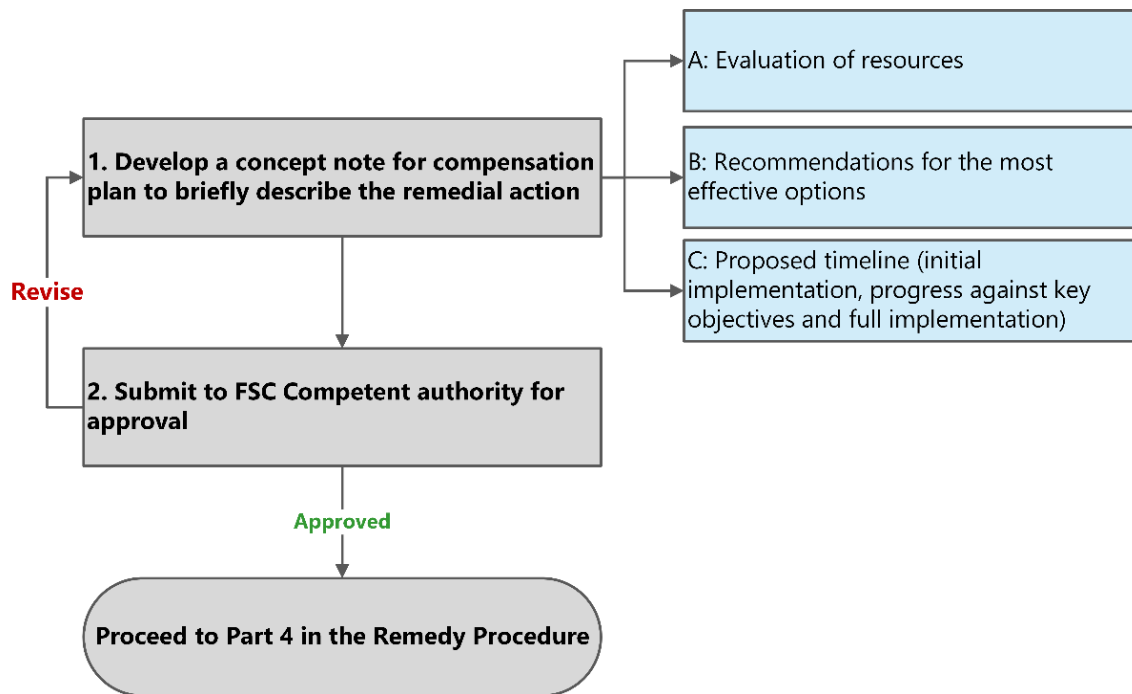 A: Evaluation of resources
1. Develop a concept note for compensation
plan to briefly describe the remedial action
B: Recommendations for the most
effective options
C: Proposed timeline (initial
implementation, progress against key
objectives and full implementation)
Revise
2. Submit to FSC Competent authority for
approval
Approved
Proceed to Part 4 in the Remedy Procedure